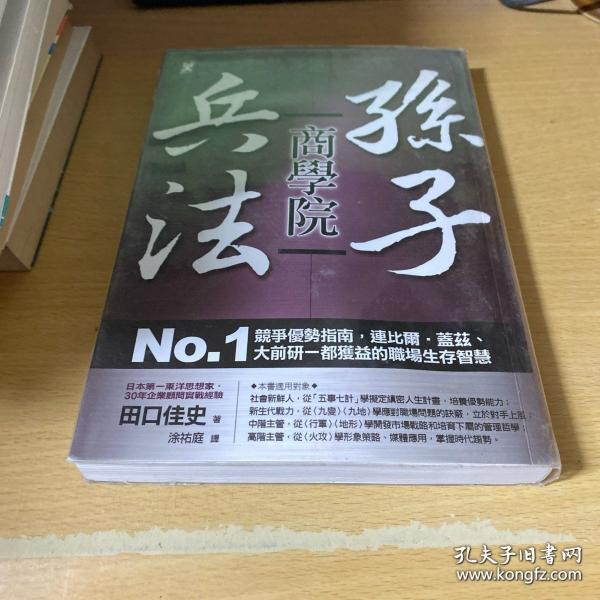 孫子
兵法
商學院
No.1
競爭優勢指南，連比爾·蓋茲、
大前研一都獲益的職場生存智慧
日本第一東洋思想家，
30年企業顧問實戰經驗
田口佳史 著
涂祐庭 譯
◆本書適用對象◆
社會新鮮人，從「五事七計」學擬定縝密人生計畫，培養優勢能力；
新生代戰力，從〈九變〉〈九地〉學應對職場問題的訣竅，立於對手上風；
中階主管，從〈行軍〉〈地形〉學開發市場戰略和培育下屬的管理哲學；
高階主管，從〈火攻〉學形象策略、媒體應用，掌握時代趨勢。
孔夫子旧书网
www.kongfz.com